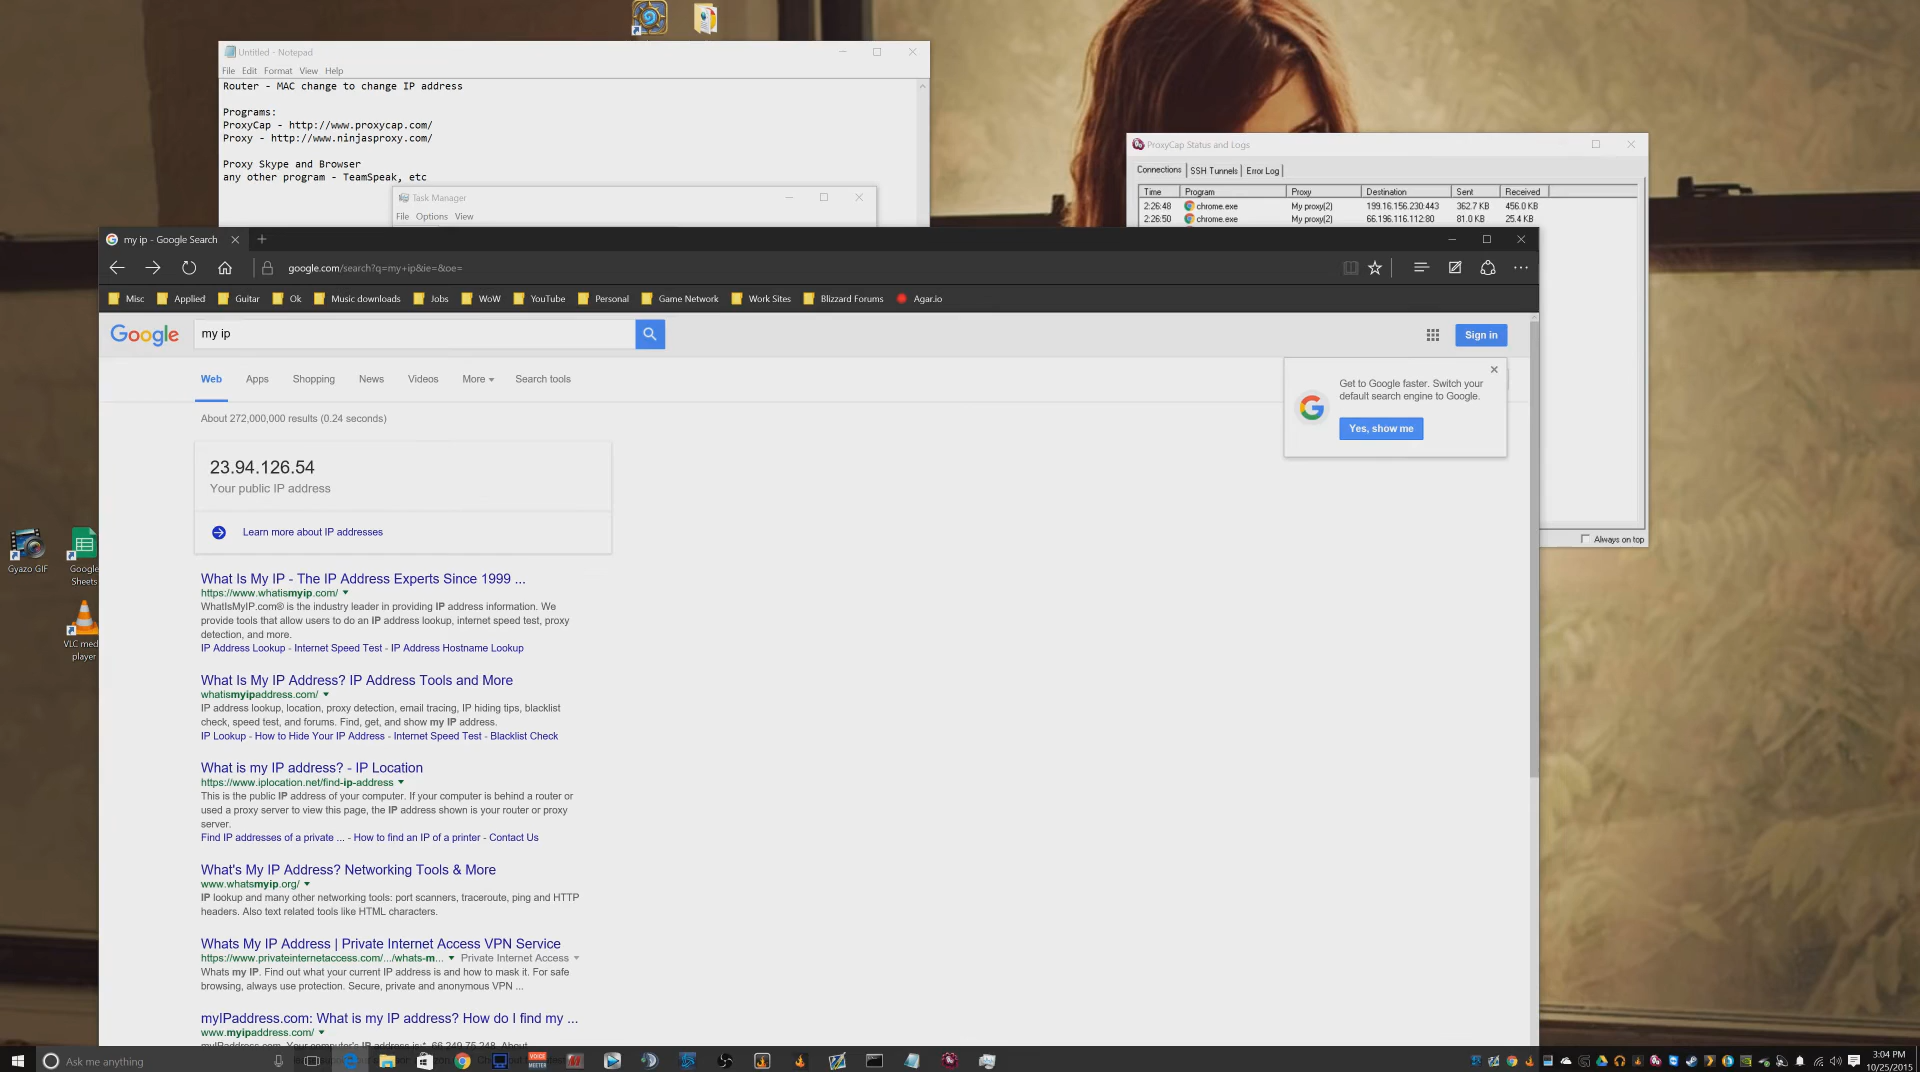 Untitled - Notepad
File Edit Format View Help
Router - MAC change to change IP address
Programs:
ProxyCap - http://www.proxycap.com/
Proxy - http://www.ninjasproxy.com/
Proxy Skype and Browser
any other program - TeamSpeak, etc
Task Manager
File Options View
ProxyCap Status and Logs
Connections SSH Tunnels Error Log
Time Program Proxy Destination Sent Received
2:26:48 chrome.exe My proxy(2) 199.16.156.230:443 362.7 KB 456.0 KB
2:26:50 chrome.exe My proxy(2) 66.196.116.112:80 81.0 KB 25.4 KB
Always on top
my ip - Google Search
google.com/search?q=my+ip&ie=&oe=
Misc Applied Guitar Ok Music downloads Jobs WoW YouTube Personal Game Network Work Sites Blizzard Forums Agar.io
Google my ip Sign in
Web Apps Shopping News Videos More Search tools
Get to Google faster. Switch your
default search engine to Google.
Yes, show me
About 272,000,000 results (0.24 seconds)
23.94.126.54
Your public IP address
Learn more about IP addresses
What Is My IP - The IP Address Experts Since 1999 ...
https://www.whatismyip.com/
WhatIsMyIP.com® is the industry leader in providing IP address information. We
provide tools that allow users to do an IP address lookup, internet speed test, proxy
detection, and more.
IP Address Lookup - Internet Speed Test - IP Address Hostname Lookup
What Is My IP Address? IP Address Tools and More
whatismyipaddress.com/
IP address lookup, location, proxy detection, email tracing, IP hiding tips, blacklist
check, speed test, and forums. Find, get, and show my IP address.
IP Lookup - How to Hide Your IP Address - Internet Speed Test - Blacklist Check
What is my IP address? - IP Location
https://www.iplocation.net/find-ip-address
This is the public IP address of your computer. If your computer is behind a router or
used a proxy server to view this page, the IP address shown is your router or proxy
server.
Find IP addresses of a private ... - How to find an IP of a printer - Contact Us
What's My IP Address? Networking Tools & More
www.whatsmyip.org/
IP lookup and many other networking tools: port scanners, traceroute, ping and HTTP
headers. Also text related tools like HTML characters.
Whats My IP Address | Private Internet Access VPN Service
https://www.privateinternetaccess.com/.../whats-m... Private Internet Access
Whats my IP. Find out what your current IP address is and how to mask it. For safe
browsing, always use protection. Secure, private and anonymous VPN ...
myIPaddress.com: What is my IP address? How do I find my ...
www.myipaddress.com/
Gyazo GIF
Google
Sheets
VLC med
player
Ask me anything
VOICE
MEETER
3:04 PM
10/25/2015